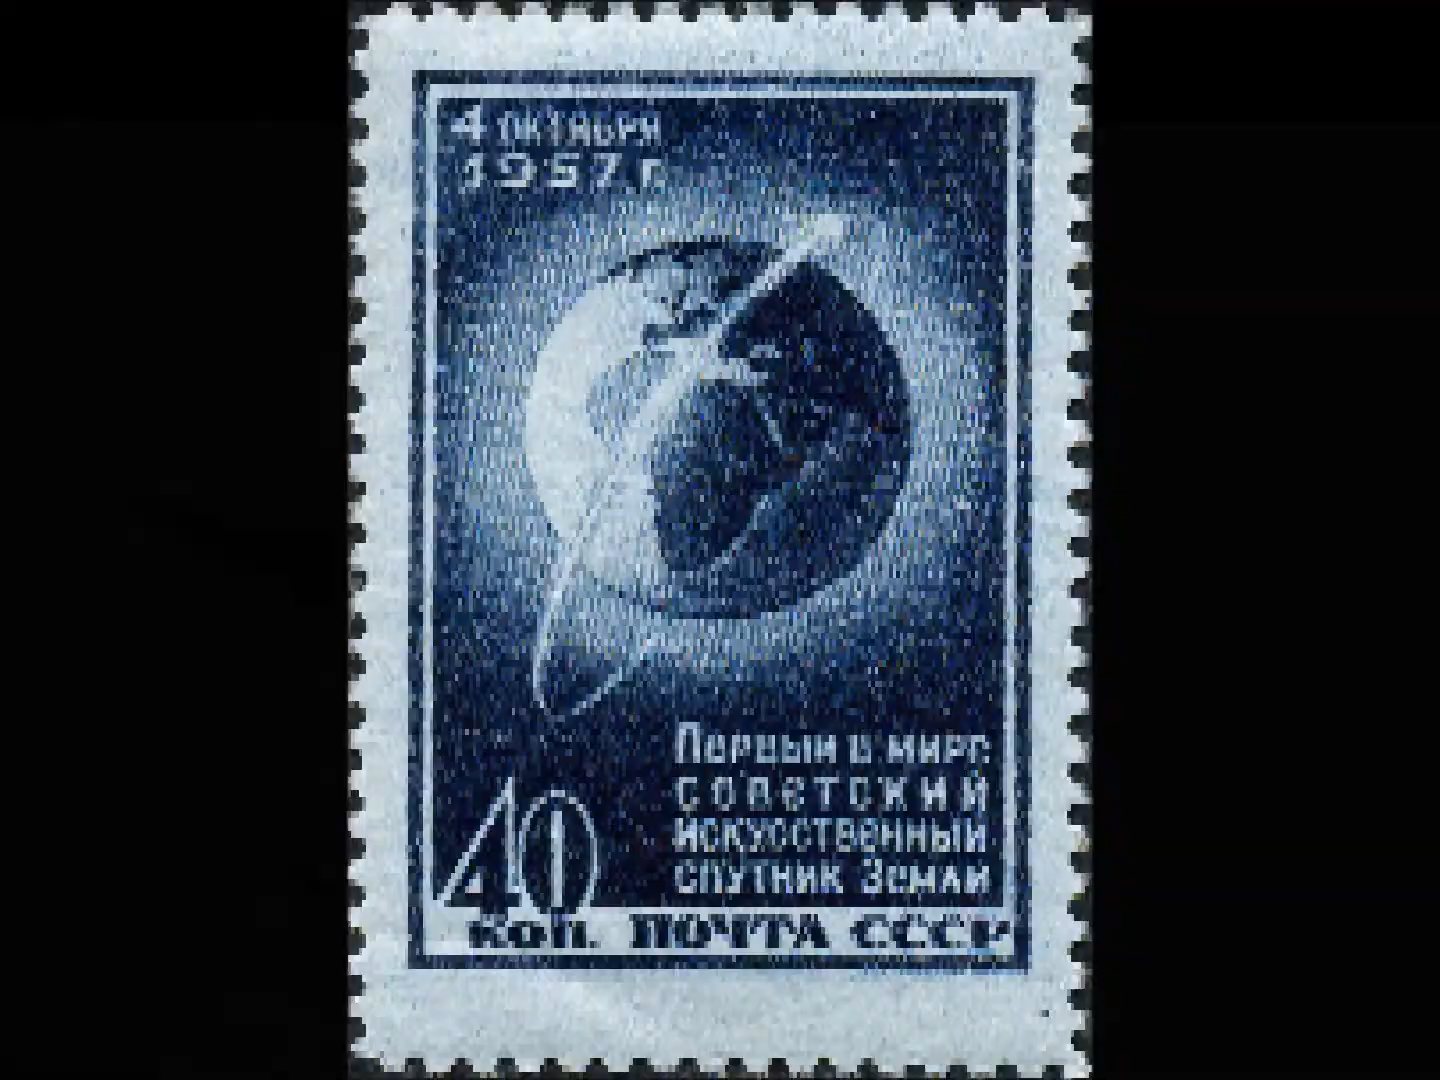 4 ОКТЯБРЯ
1957 г.
Первый в мире
советский
искусственный
спутник Земли
40
коп. ПОЧТА СССР